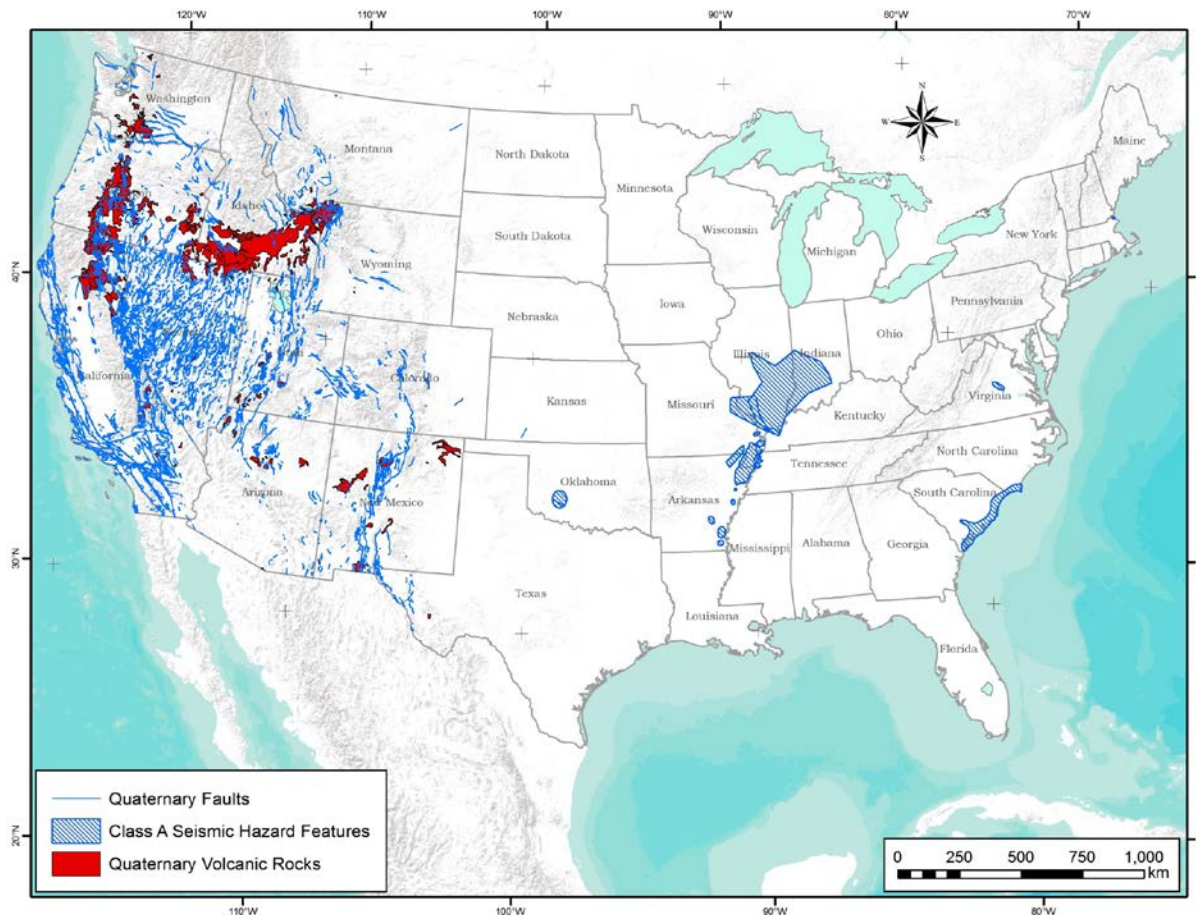 120°W
110°W
100°W
90°W
80°W
70°W
N
W
E
S
Washington
Montana
North Dakota
Minnesota
Maine
Idaho
Wisconsin
Michigan
New York
South Dakota
Wyoming
40°N
40°N
Iowa
Pennsylvania
Nebraska
Ohio
Illinois
Indiana
California
Colorado
Kansas
Missouri
Kentucky
Virginia
Tennessee
North Carolina
Arizona
New Mexico
Oklahoma
Arkansas
South Carolina
Mississippi
Alabama
Georgia
30°N
30°N
Texas
Louisiana
Florida
Quaternary Faults
Class A Seismic Hazard Features
Quaternary Volcanic Rocks
20°N
20°N
0 250 500 750 1,000
km
110°W
100°W
90°W
80°W